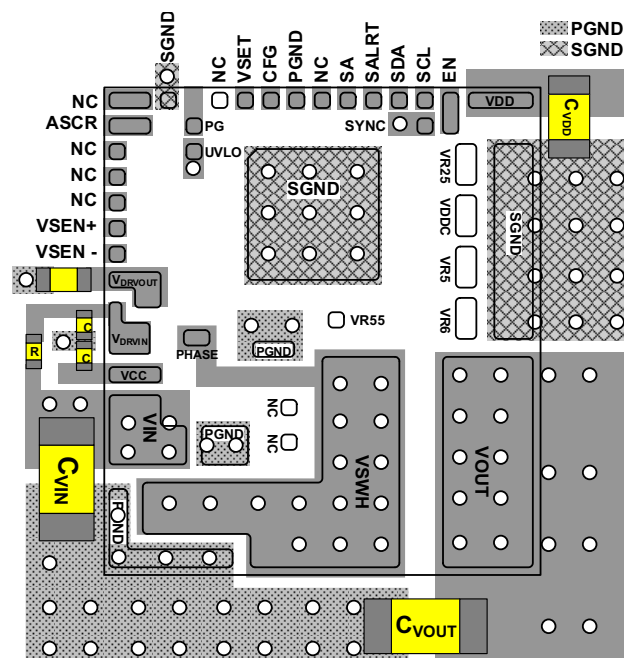 PGND
SGND
SGND
NC
VSET
CFG
PGND
NC
SA
SALRT
SDA
SCL
EN
NC
ASCR
NC
NC
NC
VSEN+
VSEN -
PG
UVLO
SYNC
VDD
CVDD
SGND
VR25
VDDC
VR5
VR6
SGND
VDRVOUT
VDRVIN
C
C
R
VCC
PHASE
PGND
VR55
VIN
PGND
NC
NC
CVIN
VSWH
VOUT
PGND
CVOUT